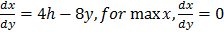 dx/dy = 4h − 8y, for max x, dx/dy = 0